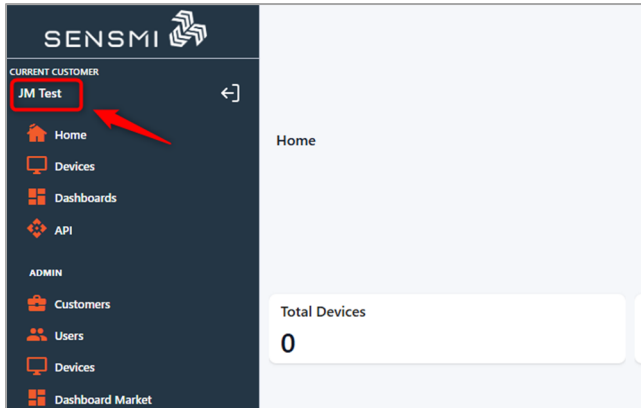 SENSMI
CURRENT CUSTOMER
JM Test
Home
Devices
Dashboards
API
ADMIN
Customers
Users
Devices
Dashboard Market
Home
Total Devices
0